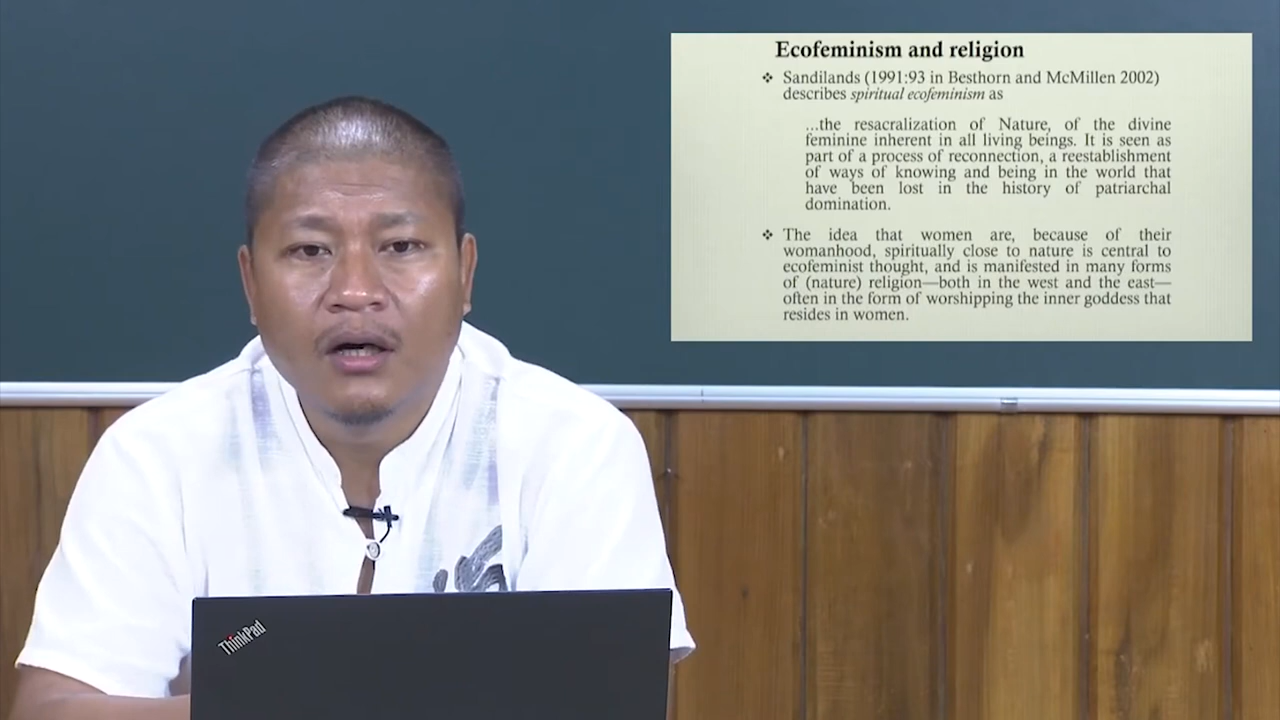 Ecofeminism and religion
❖ Sandilands (1991:93 in Besthorn and McMillen 2002)
describes spiritual ecofeminism as
...the resacralization of Nature, of the divine
feminine inherent in all living beings. It is seen as
part of a process of reconnection, a reestablishment
of ways of knowing and being in the world that
have been lost in the history of patriarchal
domination.
❖ The idea that women are, because of their
womanhood, spiritually close to nature is central to
ecofeminist thought, and is manifested in many forms
of (nature) religion—both in the west and the east—
often in the form of worshipping the inner goddess that
resides in women.
ThinkPad